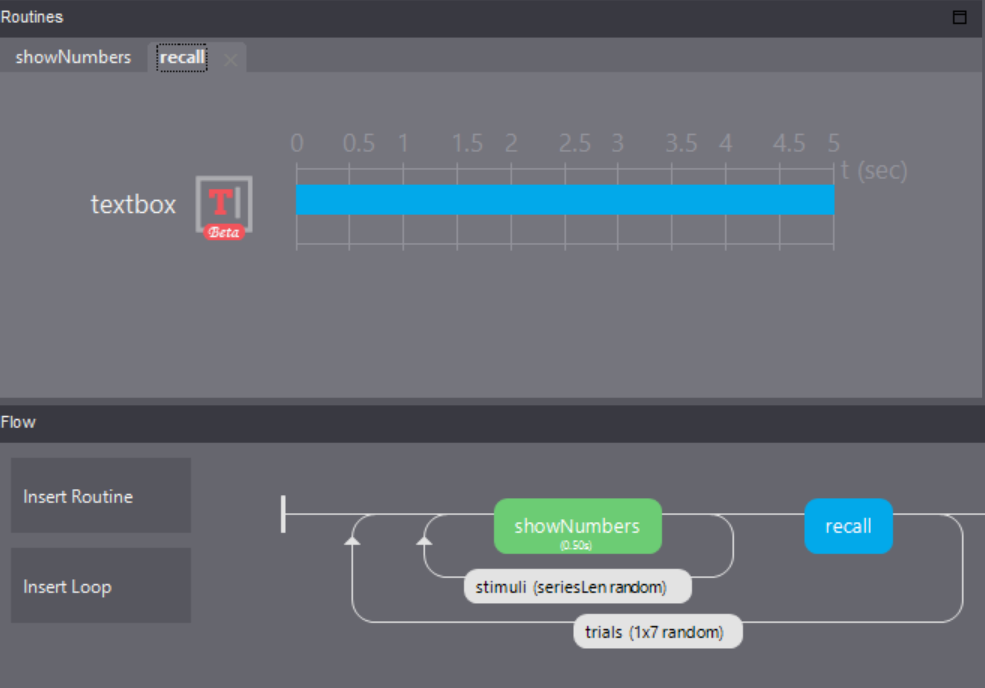 Routines
showNumbers recall
0 0.5 1 1.5 2 2.5 3 3.5 4 4.5 5
t (sec)
textbox T
Beta
Flow
Insert Routine
showNumbers
(0.50s)
recall
Insert Loop
stimuli (seriesLen random)
trials (1x7 random)